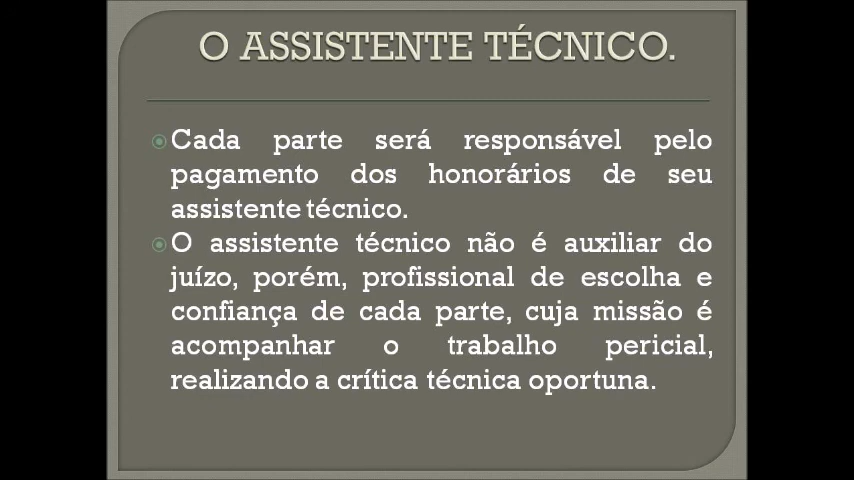 O ASSISTENTE TÉCNICO.
Cada parte será responsável pelo
pagamento dos honorários de seu
assistente técnico.
O assistente técnico não é auxiliar do
juízo, porém, profissional de escolha e
confiança de cada parte, cuja missão é
acompanhar o trabalho pericial,
realizando a crítica técnica oportuna.